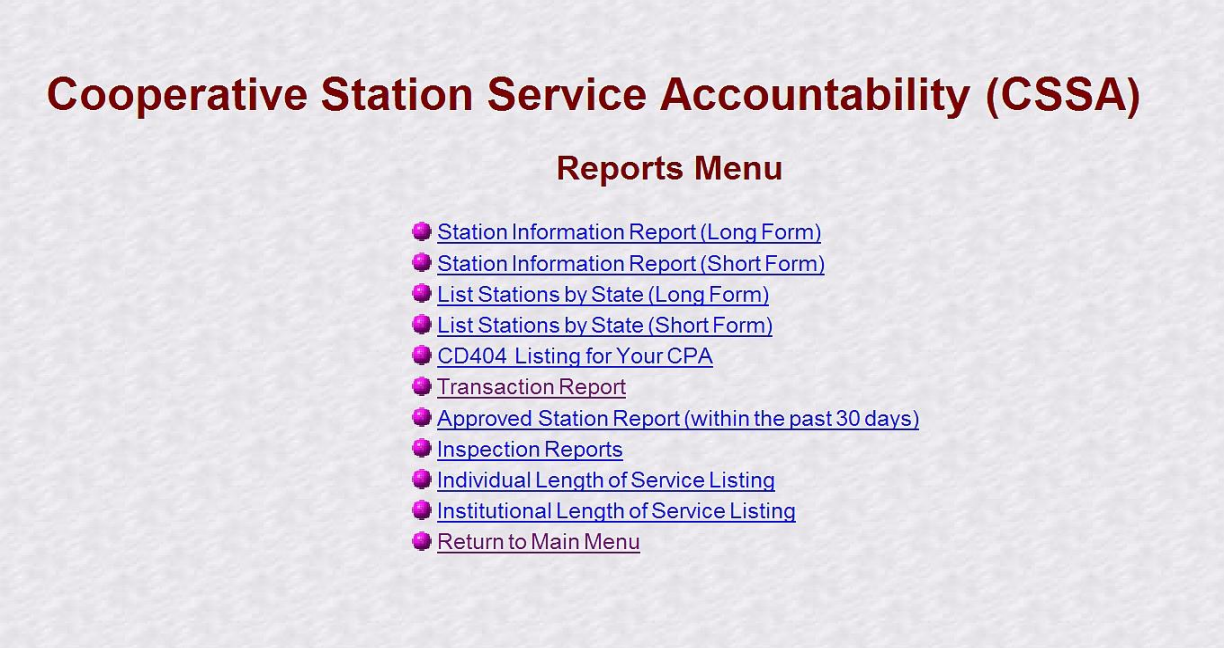 Cooperative Station Service Accountability (CSSA)
Reports Menu
Station Information Report (Long Form)
Station Information Report (Short Form)
List Stations by State (Long Form)
List Stations by State (Short Form)
CD404 Listing for Your CPA
Transaction Report
Approved Station Report (within the past 30 days)
Inspection Reports
Individual Length of Service Listing
Institutional Length of Service Listing
Return to Main Menu